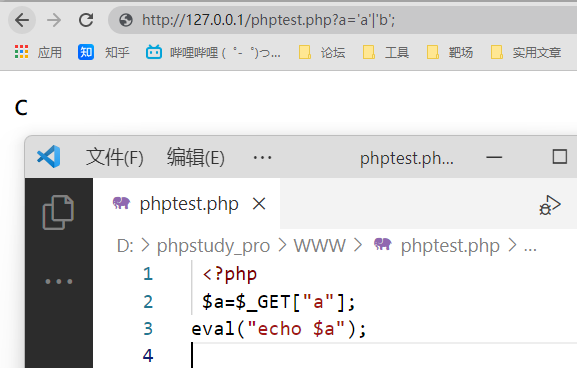 http://127.0.0.1/phptest.php?a='a'|'b';
应用 知 知乎 哔哩哔哩 (゜-゜)つ... 论坛 工具 靶场 实用文章
c
文件(F) 编辑(E) ··· phptest.ph...
phptest.php
D: > phpstudy_pro > WWW > phptest.php > ...
1 <?php
2 $a=$_GET["a"];
3 eval("echo $a");
4